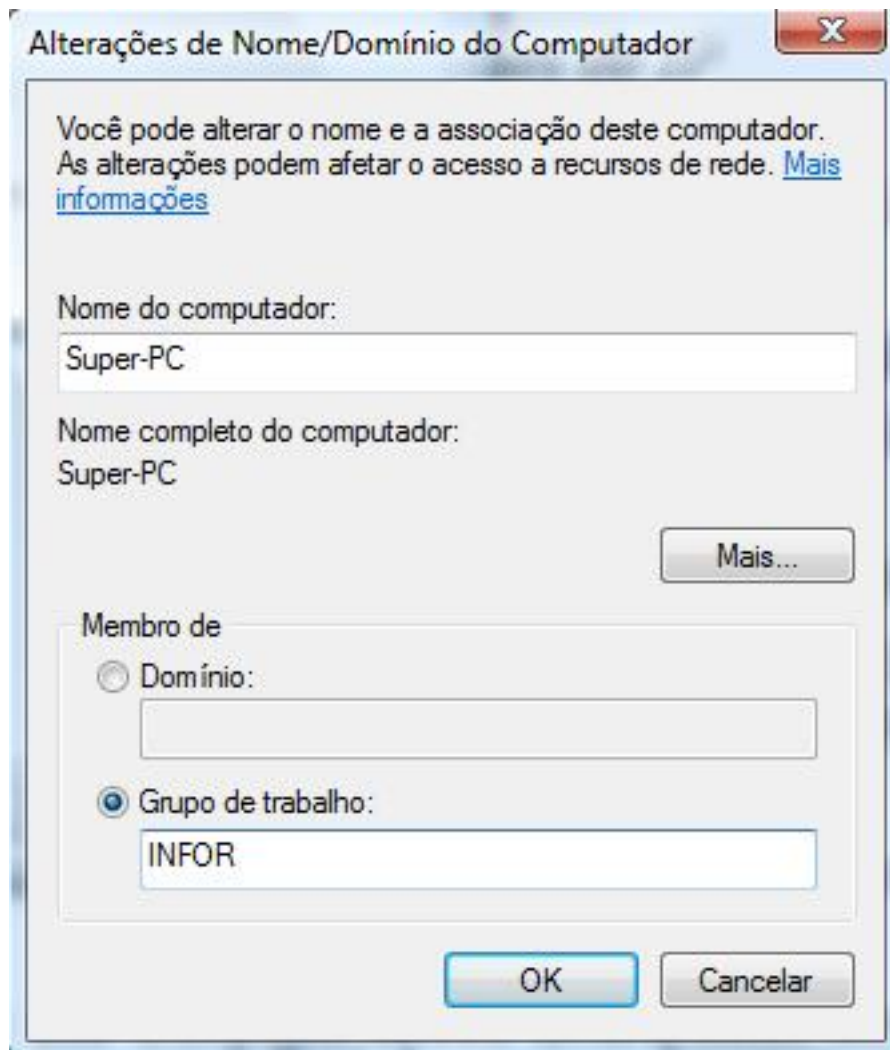 Alterações de Nome/Domínio do Computador
Você pode alterar o nome e a associação deste computador.
As alterações podem afetar o acesso a recursos de rede. Mais
informações
Nome do computador:
Super-PC
Nome completo do computador:
Super-PC
Mais...
Membro de
Domínio:
Grupo de trabalho:
INFOR
OK
Cancelar